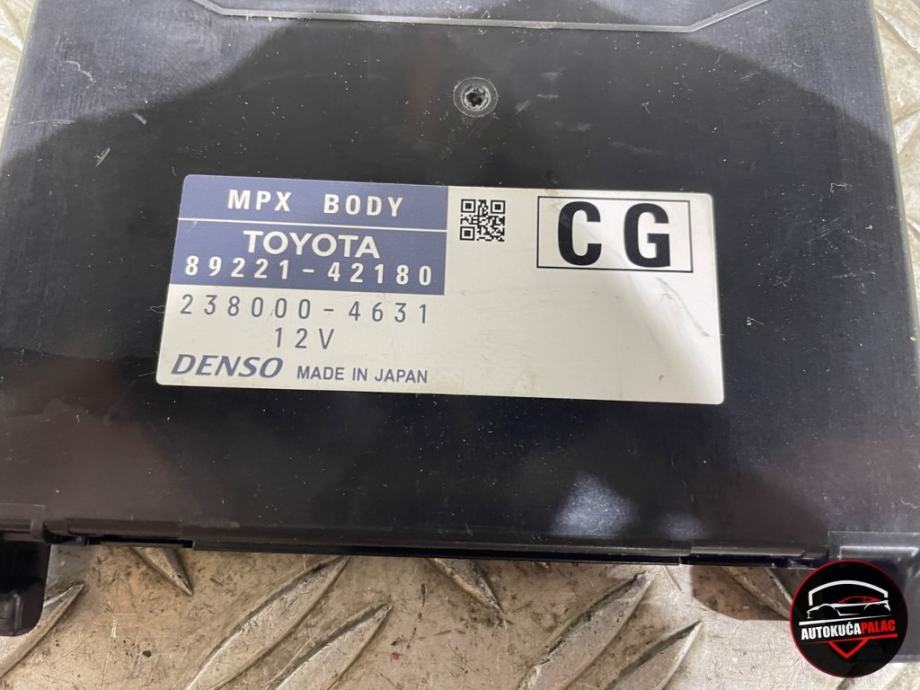 MPX BODY
CG
TOYOTA
89221-42180
238000-4631
12V
DENSO MADE IN JAPAN
AUTOKUĆAPALAC